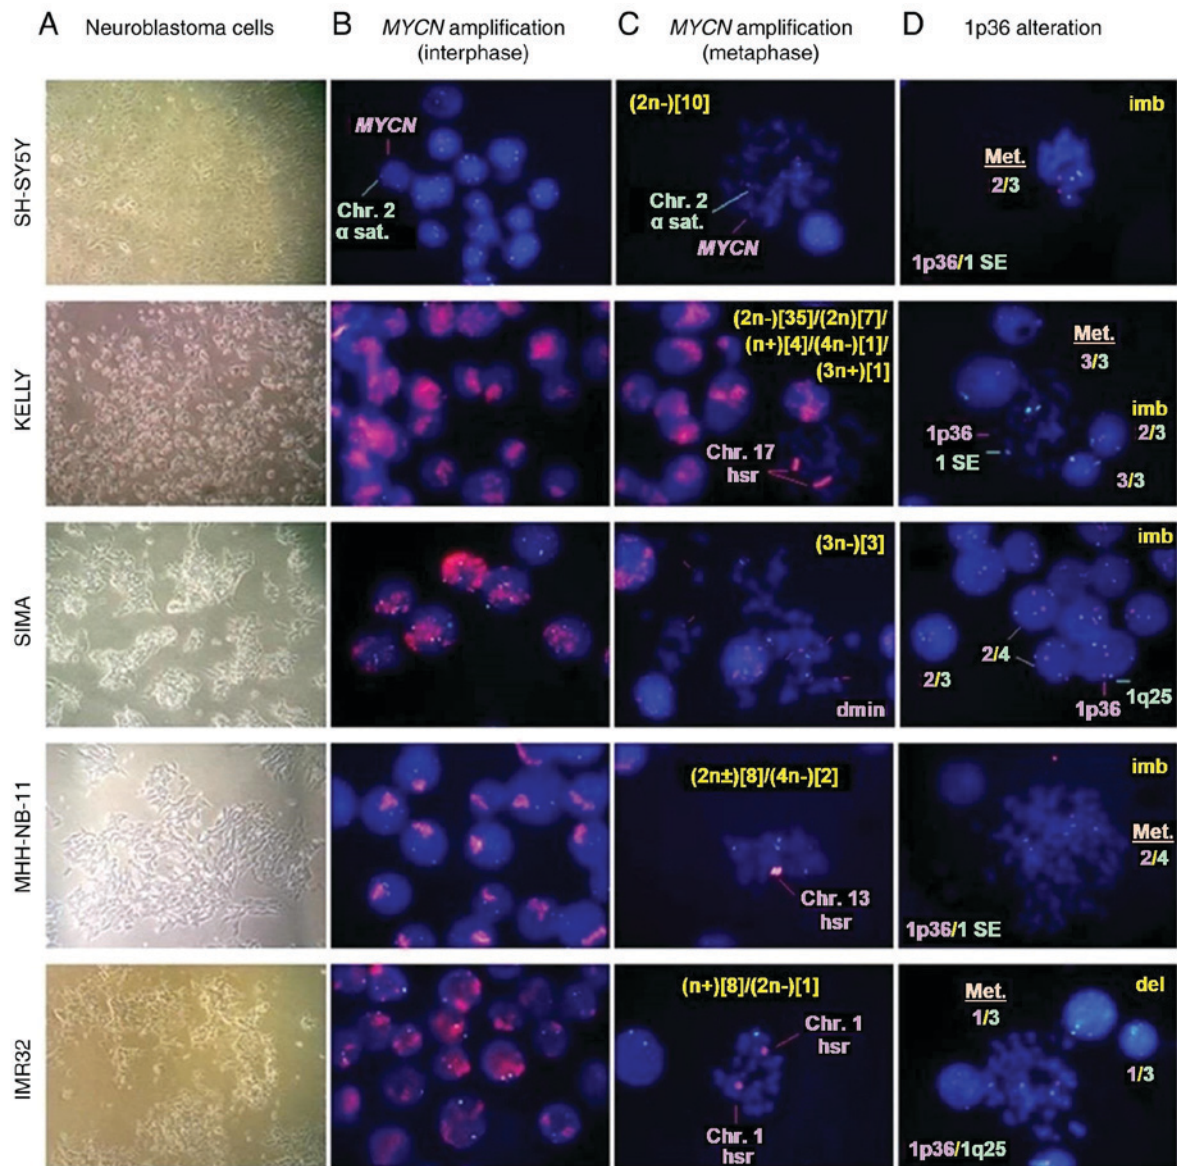 A Neuroblastoma cells
B MYCN amplification
(interphase)
C MYCN amplification
(metaphase)
D 1p36 alteration
SH-SY5Y
MYCN
Chr. 2
α sat.
(2n-)[10]
Chr. 2
α sat.
MYCN
imb
Met.
2/3
1p36/1 SE
KELLY
(2n-)[35]/(2n)[7]/
(n+)[4]/(4n-)[1]/
(3n+)[1]
Chr. 17
hsr
Met.
3/3
imb
2/3
1p36
1 SE
3/3
SIMA
(3n-)[3]
dmin
imb
2/4
2/3
1q25
1p36
MHH-NB-11
(2n±)[8]/(4n-)[2]
Chr. 13
hsr
imb
Met.
2/4
1p36/1 SE
IMR32
(n+)[8]/(2n-)[1]
Chr. 1
hsr
Chr. 1
hsr
Met.
1/3
del
1/3
1p36/1q25